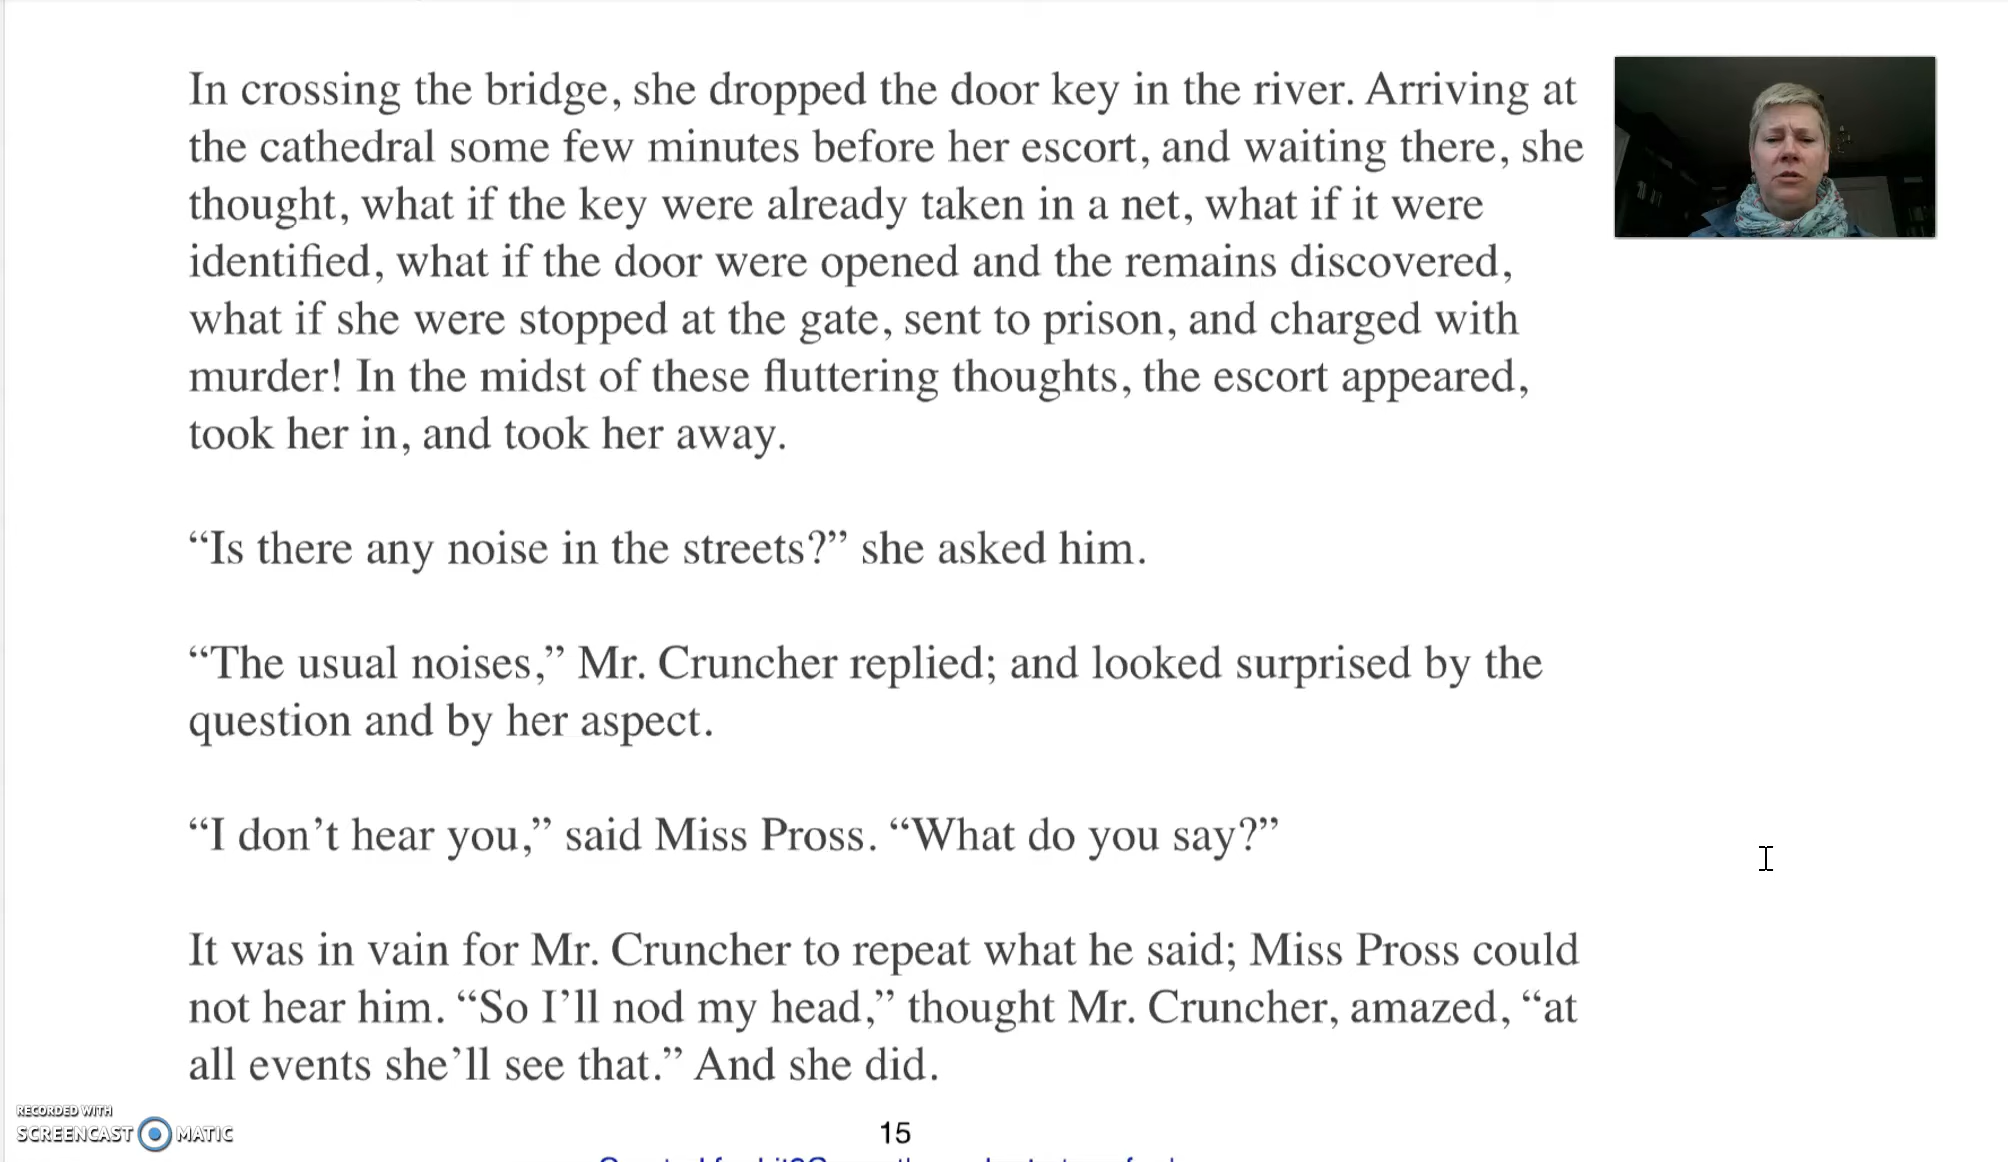 In crossing the bridge, she dropped the door key in the river. Arriving at
the cathedral some few minutes before her escort, and waiting there, she
thought, what if the key were already taken in a net, what if it were
identified, what if the door were opened and the remains discovered,
what if she were stopped at the gate, sent to prison, and charged with
murder! In the midst of these fluttering thoughts, the escort appeared,
took her in, and took her away.
“Is there any noise in the streets?” she asked him.
“The usual noises,” Mr. Cruncher replied; and looked surprised by the
question and by her aspect.
“I don’t hear you,” said Miss Pross. “What do you say?”
It was in vain for Mr. Cruncher to repeat what he said; Miss Pross could
not hear him. “So I’ll nod my head,” thought Mr. Cruncher, amazed, “at
all events she’ll see that.” And she did.
RECORDED WITH
SCREENCAST MATIC
15